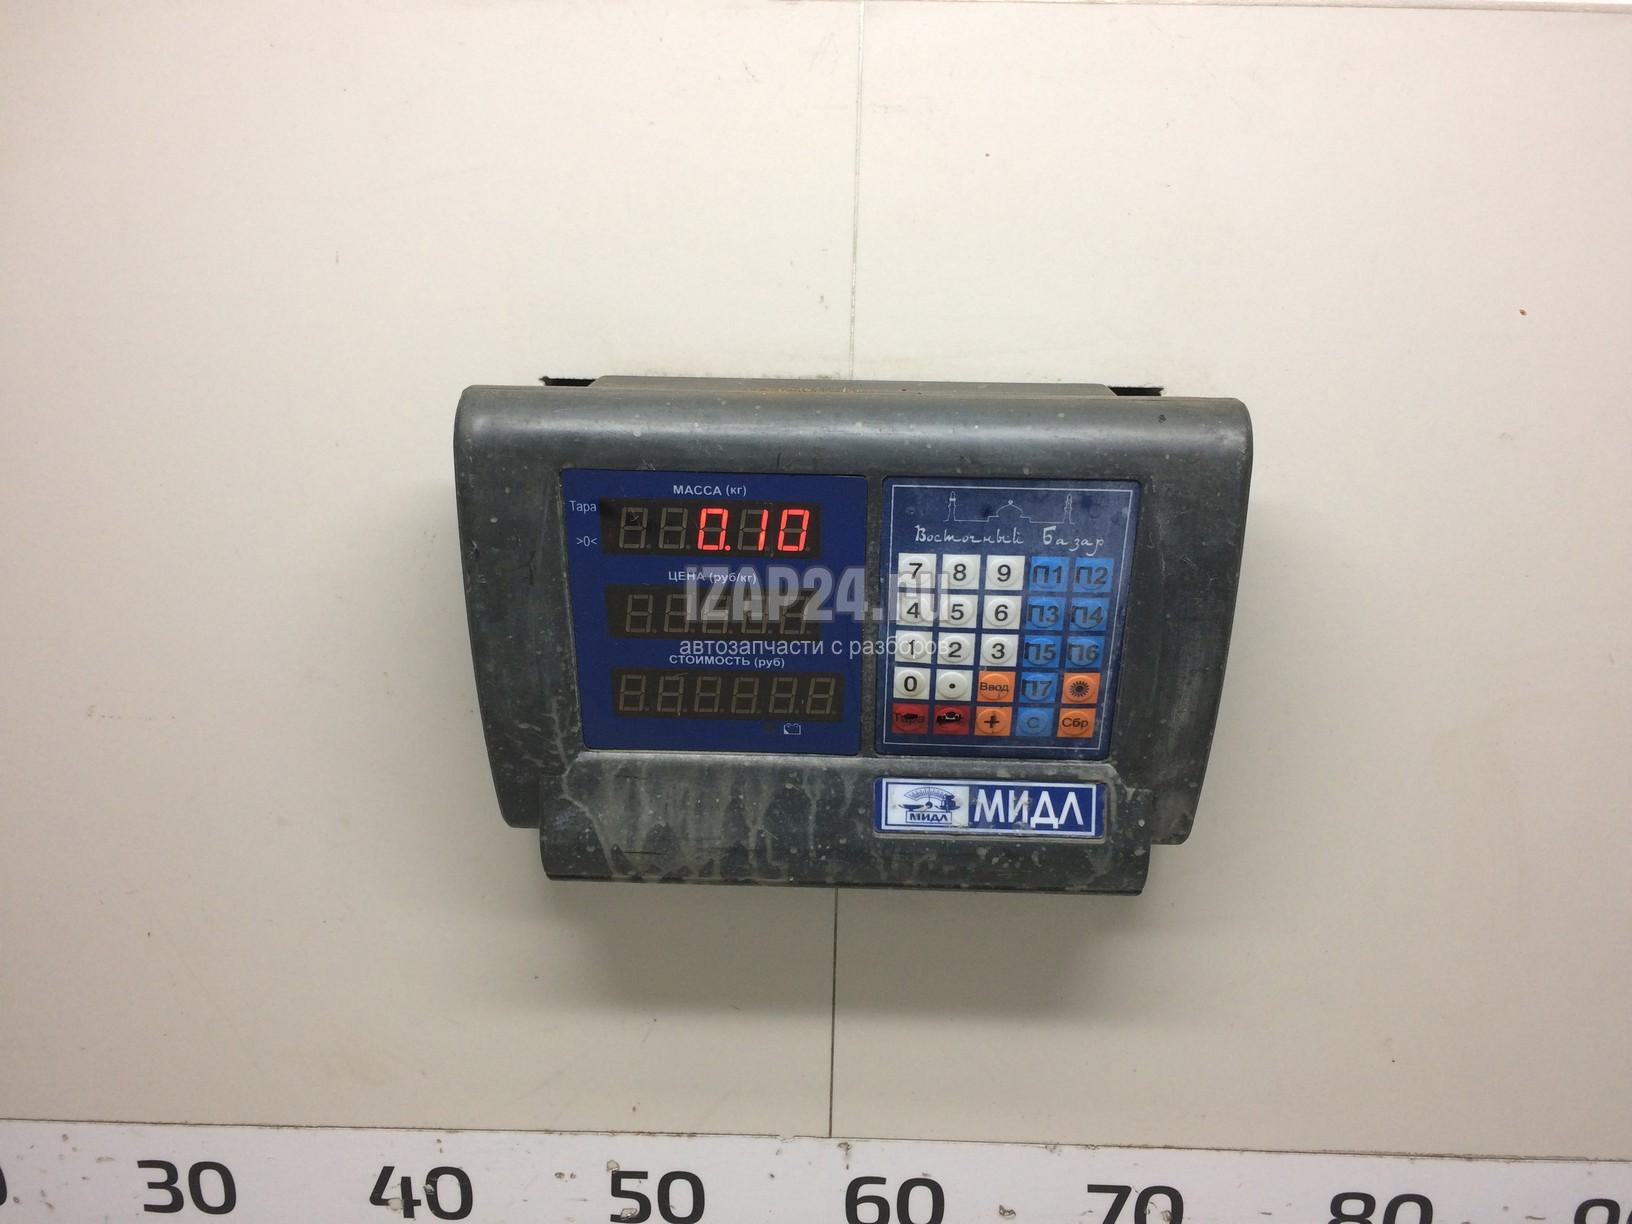 МАССА (кг)
Тара
0.10
>0<
ЦЕНА (руб/кг)
iZAP24.ru
автозапчасти с разборов
СТОИМОСТЬ (руб)
Восточный Базар
7 8 9 П1 П2
4 5 6 П3 П4
1 2 3 П5 П6
0 . Ввод П7
Тара + С Сбр
МИДЛ
МИДЛ
30 40 50 60 70 80